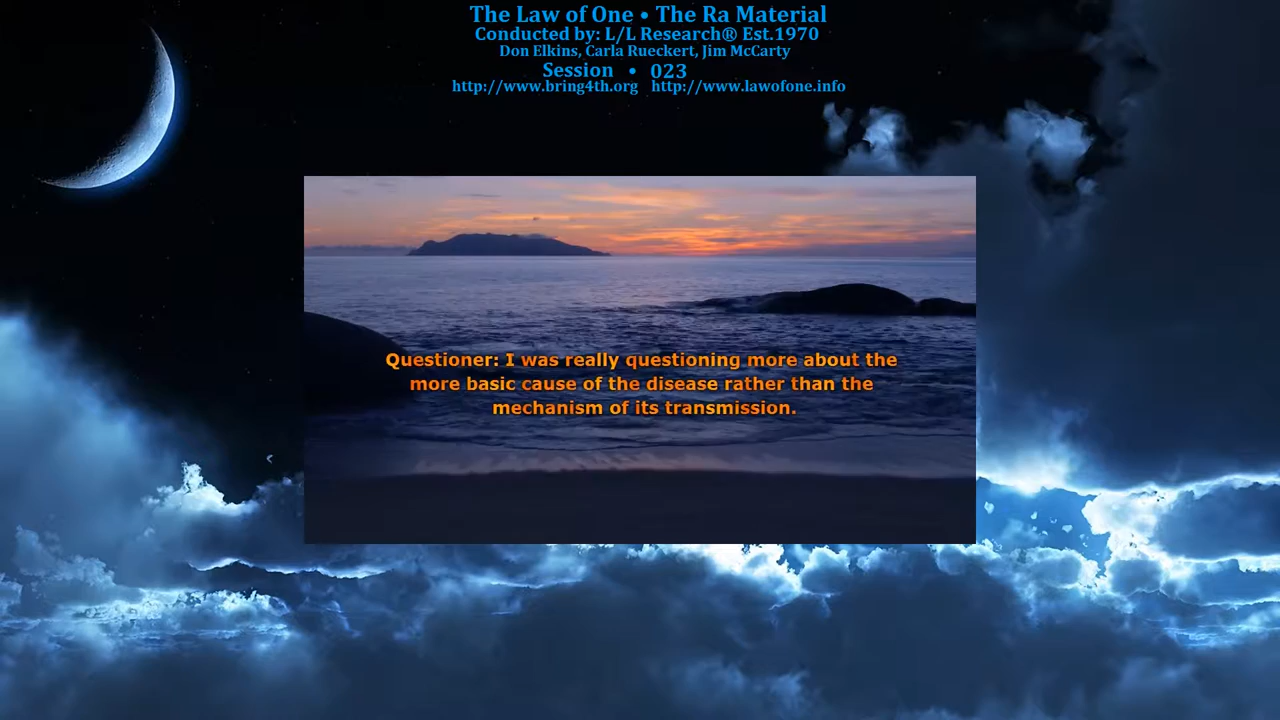 The Law of One • The Ra Material
Conducted by: L/L Research® Est.1970
Don Elkins, Carla Rueckert, Jim McCarty
Session • 023
http://www.bring4th.org http://www.lawofone.info
Questioner: I was really questioning more about the
more basic cause of the disease rather than the
mechanism of its transmission.